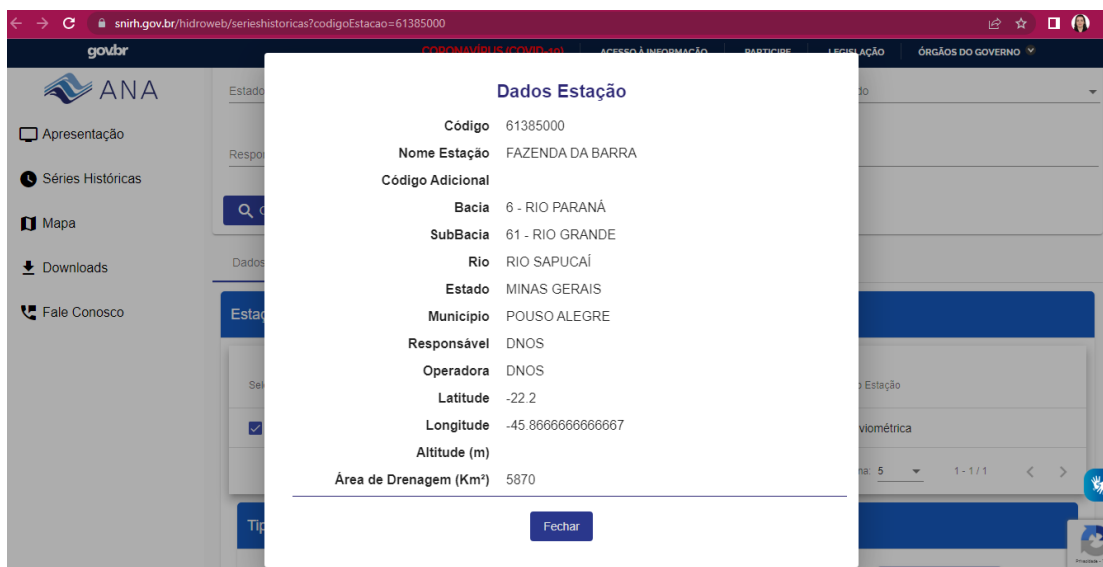 snirh.gov.br/hidroweb/serieshistoricas?codigoEstacao=61385000
gov.br
CORONAVÍRUS (COVID-19) ACESSO À INFORMAÇÃO PARTICIPE LEGISLAÇÃO ÓRGÃOS DO GOVERNO
ANA
Apresentação
Séries Históricas
Mapa
Downloads
Fale Conosco
Dados Estação
Código 61385000
Nome Estação FAZENDA DA BARRA
Código Adicional
Bacia 6 - RIO PARANÁ
SubBacia 61 - RIO GRANDE
Rio RIO SAPUCAÍ
Estado MINAS GERAIS
Município POUSO ALEGRE
Responsável DNOS
Operadora DNOS
Latitude -22.2
Longitude -45.8666666666667
Altitude (m)
Área de Drenagem (Km²) 5870
Fechar
Estado
Dados
Estação
1 - 1 / 1
5